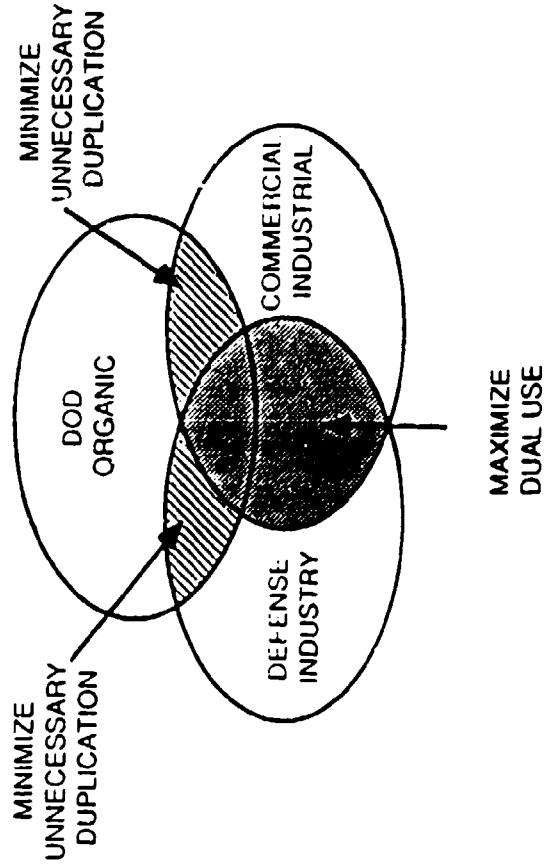 MINIMIZE
UNNECESSARY
DUPLICATION
MINIMIZE
UNNECESSARY
DUPLICATION
DOD
ORGANIC
DEFENSE
INDUSTRY
COMMERCIAL
INDUSTRIAL
MAXIMIZE
DUAL USE